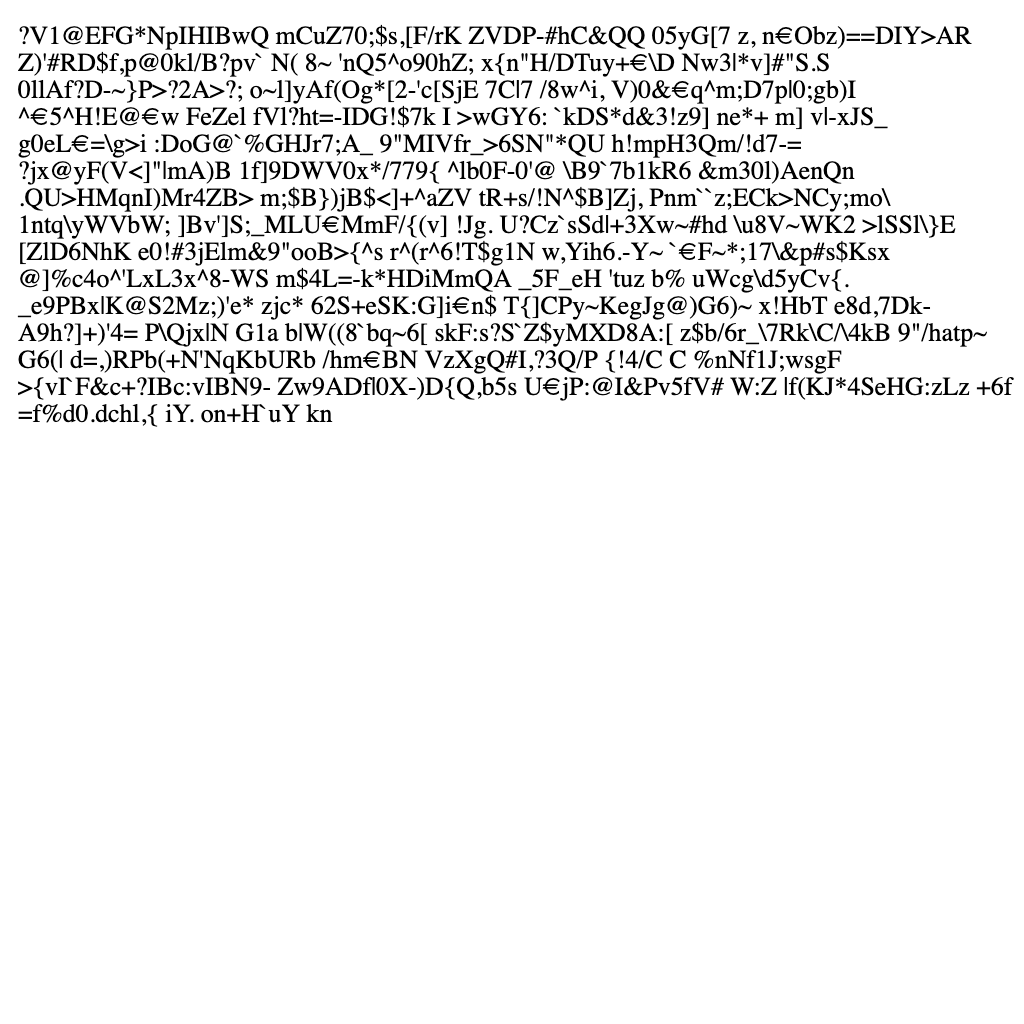 ?V1@EFG*NpIHIBwQ mCuZ70;$s,[F/rK ZVDP-#hC&QQ 05yG[7 z, n€Obz)==DIY>AR
Z)'#RD$f,p@0kl/B?pv` N( 8~ 'nQ5^o90hZ; x{n"H/DTuy+€\D Nw3|*v]#"S.S
0llAf?D-~}P>?2A>?; o~l]yAf(Og*[2-'c[SjE 7C|7 /8w^i, V)0&€q^m;D7p|0;gb)I
^€5^H!E@€w FeZel fVl?ht=-IDG!$7k I >wGY6: `kDS*d&3!z9] ne*+ m] v|-xJS_
g0eL€=\g>i :DoG@`%GHJr7;A_ 9"MIVfr_>6SN"*QU h!mpH3Qm/!d7-=
?jx@yF(V<]"|mA)B 1f]9DWV0x*/779{ ^lb0F-0'@ \B9`7b1kR6 &m30l)AenQn
.QU>HMqnI)Mr4ZB> m;$B})jB$<]+^aZV tR+s/!N^$B]Zj, Pnm``z;ECk>NCy;mo\
1ntq\yWVbW; ]Bv']S;_MLU€MmF/{(v] !Jg. U?Cz`sSd|+3Xw~#hd \u8V~WK2 >lSSl\}E
[ZlD6NhK e0!#3jElm&9"ooB>{^s r^(r^6!T$g1N w,Yih6.-Y~ `€F~*;17\&p#s$Ksx
@]%c4o^'LxL3x^8-WS m$4L=-k*HDiMmQA _5F_eH 'tuz b% uWcg\d5yCv{.
_e9PBx|K@S2Mz;)'e* zjc* 62S+eSK:G]i€n$ T{]CPy~KegJg@)G6)~ x!HbT e8d,7Dk-
A9h?]+)'4= P\Qjx|N G1a b|W((8`bq~6[ skF:s?S`Z$yMXD8A:[ z$b/6r_\7Rk\C/\4kB 9"/hatp~
G6(| d=,)RPb(+N'NqKbURb /hm€BN VzXgQ#I,?3Q/P {!4/C C %nNf1J;wsgF
>{vI`F&c+?IBc:vIBN9- Zw9ADf|0X-)D{Q,b5s U€jP:@I&Pv5fV# W:Z |f(KJ*4SeHG:zLz +6f
=f%d0.dchl,{ iY. on+H`uY kn